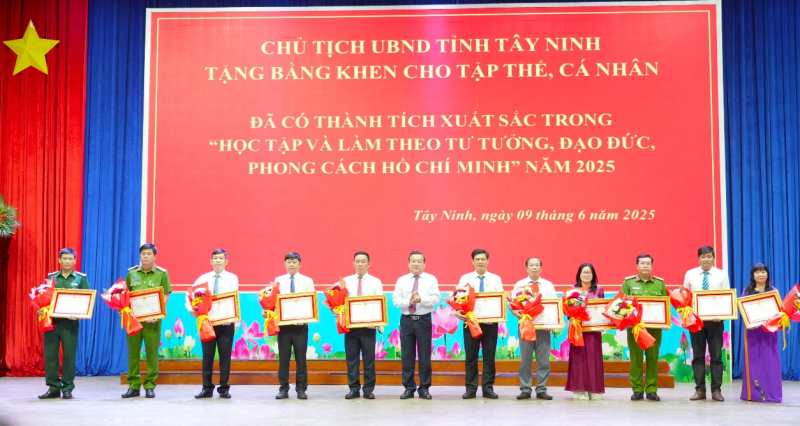 CHỦ TỊCH UBND TỈNH TÂY NINH
TẶNG BẰNG KHEN CHO TẬP THỂ, CÁ NHÂN
ĐÃ CÓ THÀNH TÍCH XUẤT SẮC TRONG
“HỌC TẬP VÀ LÀM THEO TƯ TƯỞNG, ĐẠO ĐỨC,
PHONG CÁCH HỒ CHÍ MINH” NĂM 2025
Tây Ninh, ngày 09 tháng 6 năm 2025